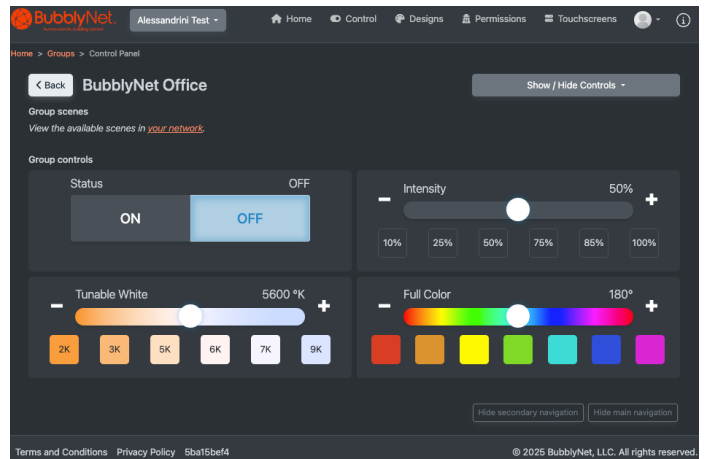 BubblyNet.
Alessandrini Test
Home
Control
Designs
Permissions
Touchscreens
Home > Groups > Control Panel
< Back
BubblyNet Office
Show / Hide Controls
Group scenes
View the available scenes in your network.
Group controls
Status OFF
ON OFF
Intensity 50%
10% 25% 50% 75% 85% 100%
Tunable White 5600 °K
2K 3K 5K 6K 7K 9K
Full Color 180°
Hide secondary navigation Hide main navigation
Terms and Conditions Privacy Policy 5ba15bef4
© 2025 BubblyNet, LLC. All rights reserved.